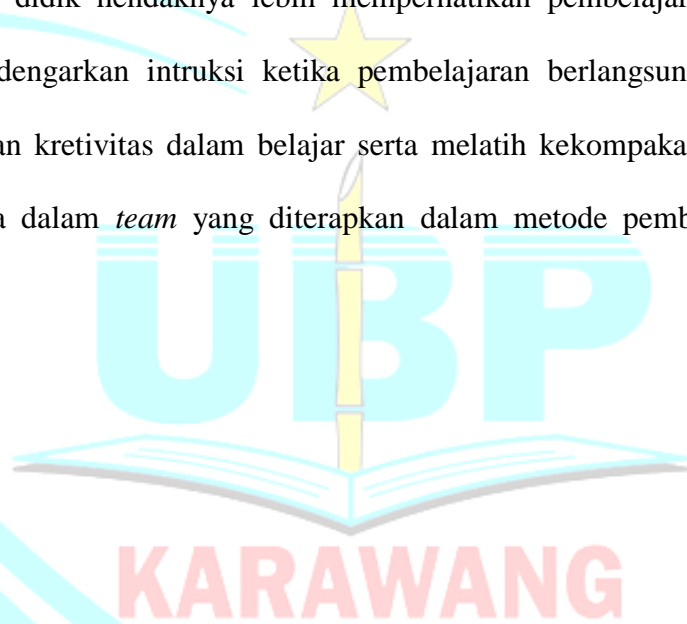 didik hendaknya lebih memperhatikan pembelajar
dengarkan intruksi ketika pembelajaran berlangsun
an kretivitas dalam belajar serta melatih kekompaka
a dalam team yang diterapkan dalam metode pemb
UBP
KARAWANG